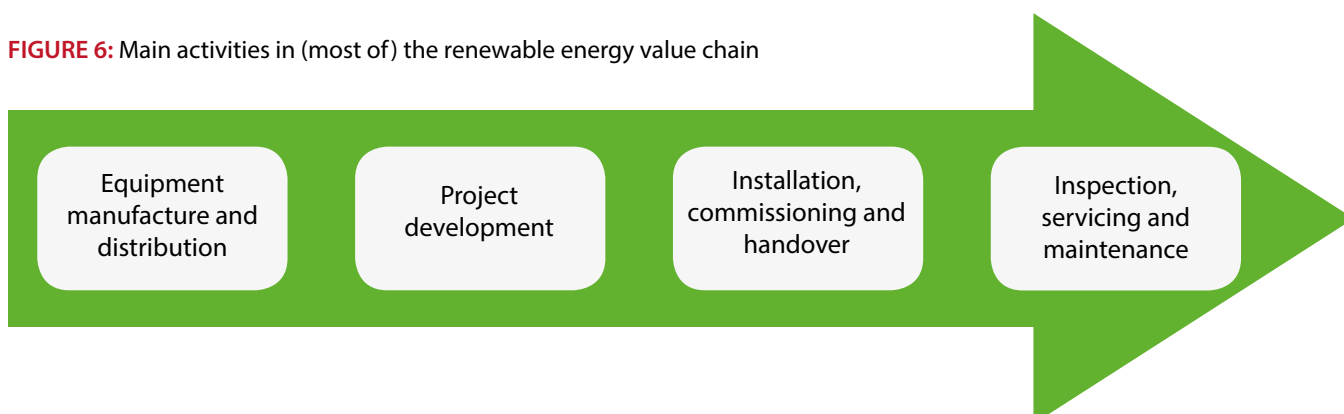 FIGURE 6: Main activities in (most of) the renewable energy value chain
Equipment
manufacture and
distribution
Project
development
Installation,
commissioning and
handover
Inspection,
servicing and
maintenance